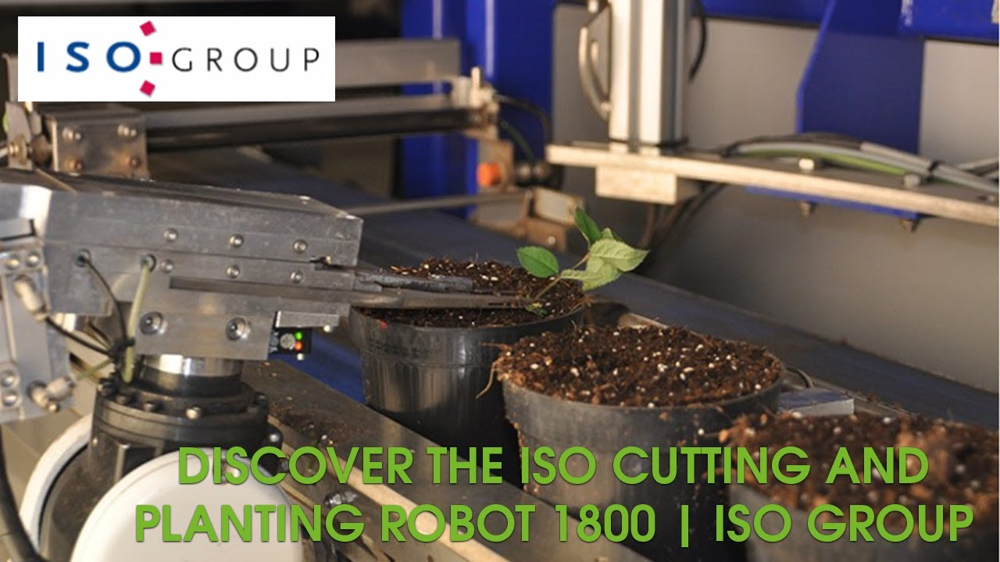 ISO GROUP
DISCOVER THE ISO CUTTING AND
PLANTING ROBOT 1800 | ISO GROUP